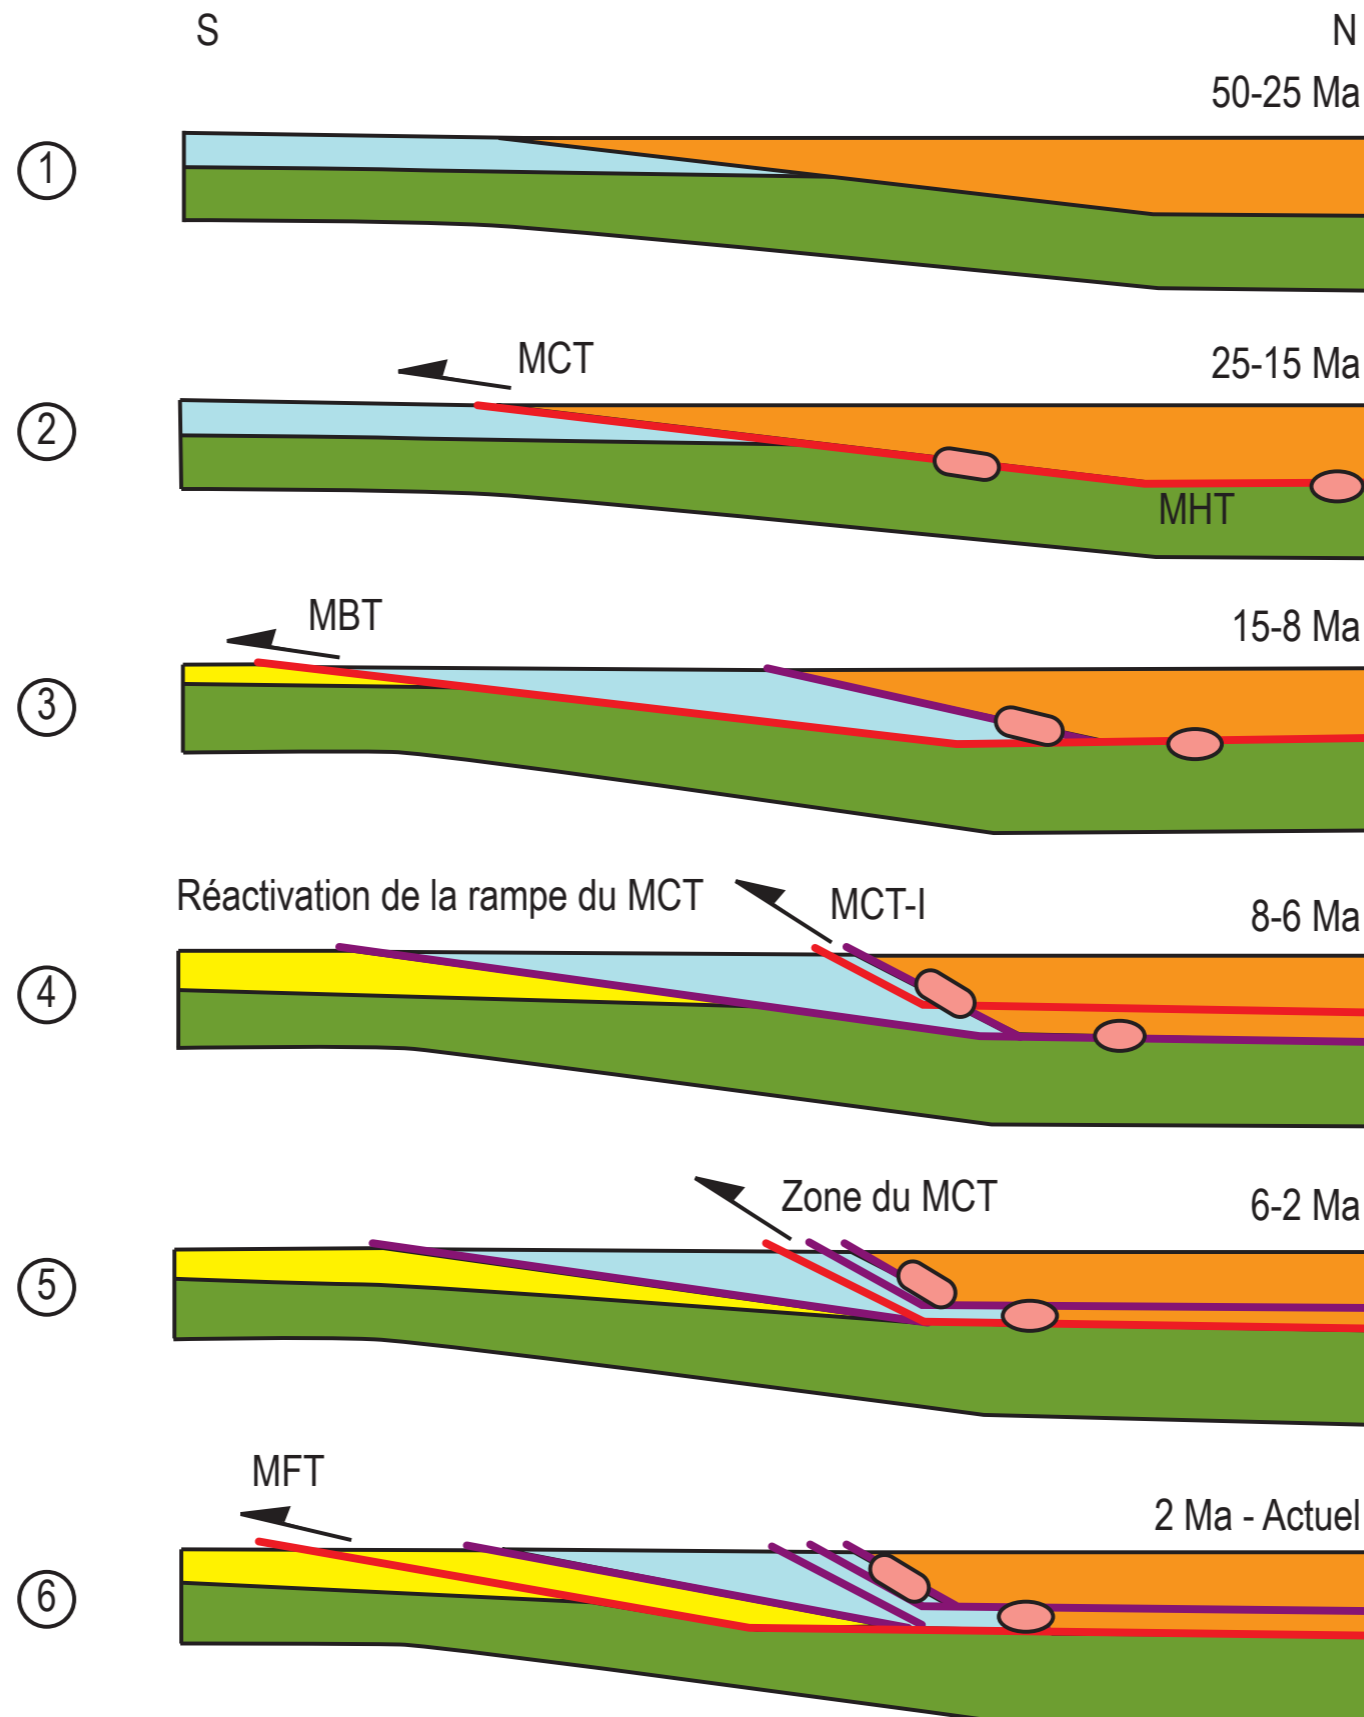 S
N
50-25 Ma
1
MCT
25-15 Ma
2
MHT
MBT
15-8 Ma
3
Réactivation de la rampe du MCT
MCT-I
8-6 Ma
4
Zone du MCT
6-2 Ma
5
MFT
2 Ma - Actuel
6